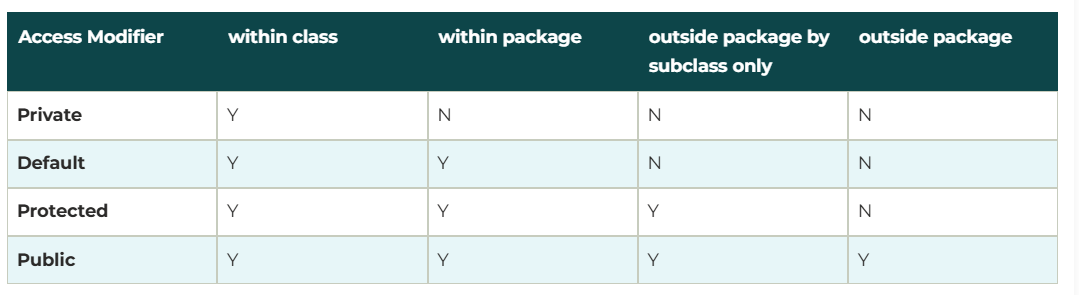 Access Modifier within class within package outside package by subclass only outside package
Private Y N N N
Default Y Y N N
Protected Y Y Y N
Public Y Y Y Y